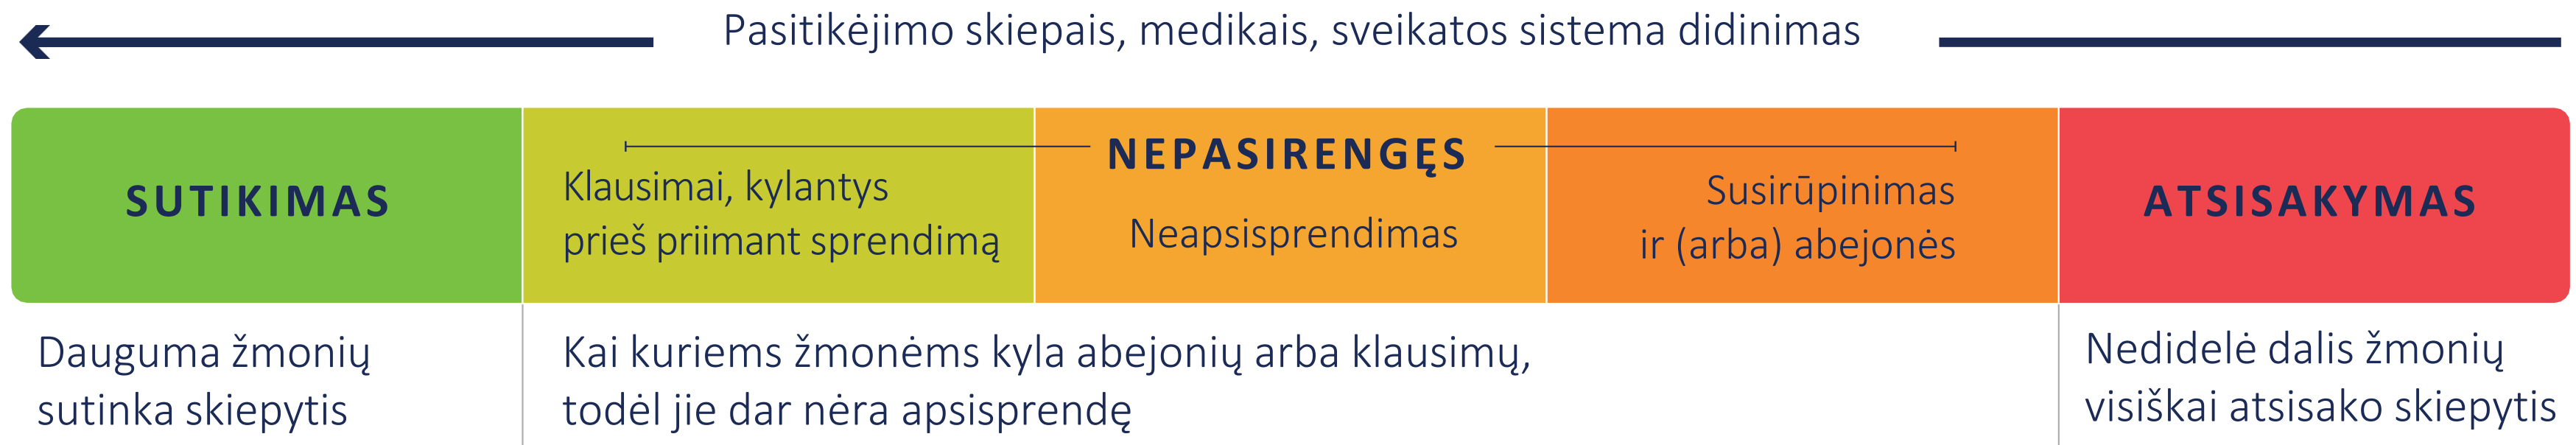 Pasitikėjimo skiepais, medikais, sveikatos sistema didinimas
SUTIKIMAS
Klausimai, kylantys
prieš priimant sprendimą
NEPASIRENGĘS
Neapsisprendimas
Susirūpinimas
ir (arba) abejonės
ATSISAKYMAS
Dauguma žmonių
sutinka skiepytis
Kai kuriems žmonėms kyla abejonių arba klausimų,
todėl jie dar nėra apsisprendę
Nedidelė dalis žmonių
visiškai atsisako skiepytis